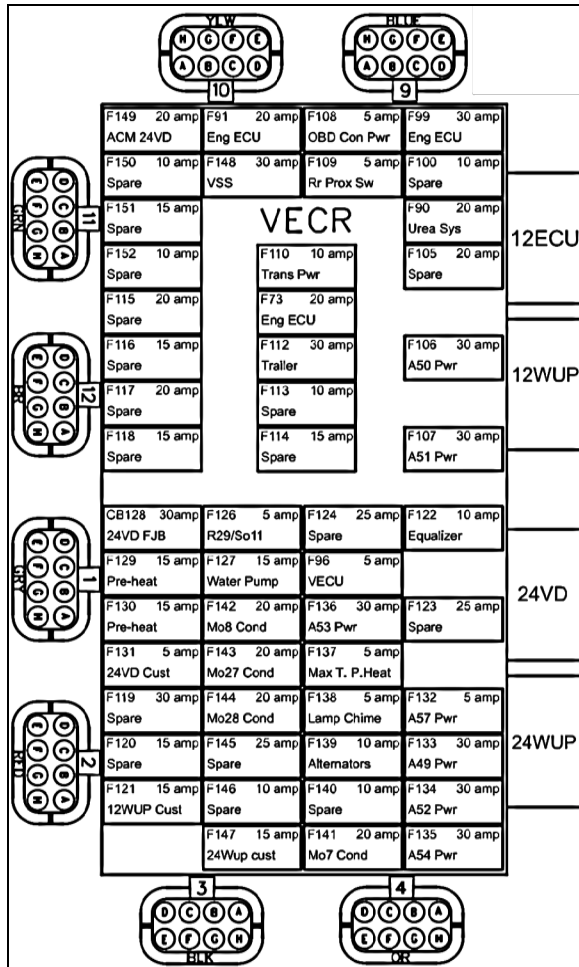 YLW
BLUE
H G F E
H G F E
A B C D
A B C D
10
9
F149 20 amp
ACM 24VD
F91 20 amp
Eng ECU
F108 5 amp
OBD Con Pwr
F99 30 amp
Eng ECU
F150 10 amp
Spare
F148 30 amp
VSS
F109 5 amp
Rr Prox Sw
F100 10 amp
Spare
F151 15 amp
Spare
VECR
F90 20 amp
Urea Sys
F152 10 amp
Spare
F110 10 amp
Trans Pwr
F105 20 amp
Spare
F115 20 amp
Spare
F73 20 amp
Eng ECU
F116 15 amp
Spare
F112 30 amp
Traller
F106 30 amp
A50 Pwr
F117 20 amp
Spare
F113 10 amp
Spare
F118 15 amp
Spare
F114 15 amp
Spare
F107 30 amp
A51 Pwr
CB128 30amp
24VD FJB
F126 5 amp
R29/So11
F124 25 amp
Spare
F122 10 amp
Equalizer
F129 15 amp
Pre-heat
F127 15 amp
Water Pump
F96 5 amp
VECU
F130 15 amp
Pre-heat
F142 20 amp
Mo8 Cond
F136 30 amp
A53 Pwr
F123 25 amp
Spare
F131 5 amp
24VD Cust
F143 20 amp
Mo27 Cond
F137 5 amp
Max T. P.Heat
F119 30 amp
Spare
F144 20 amp
Mo28 Cond
F138 5 amp
Lamp Chime
F132 5 amp
A57 Pwr
F120 15 amp
Spare
F145 25 amp
Spare
F139 10 amp
Alternators
F133 30 amp
A49 Pwr
F121 15 amp
12WUP Cust
F146 10 amp
Spare
F140 10 amp
Spare
F134 30 amp
A52 Pwr
F147 15 amp
24Wup cust
F141 20 amp
Mo7 Cond
F135 30 amp
A54 Pwr
12ECU
12WUP
24VD
24WUP
E D
F C
G B
H A
GRN
11
E D
F C
G B
H A
BR
12
E D
F C
G B
H A
GRY
1
E D
F C
G B
H A
RED
2
3
4
D C B A
D C B A
E F G H
E F G H
BLK
OR